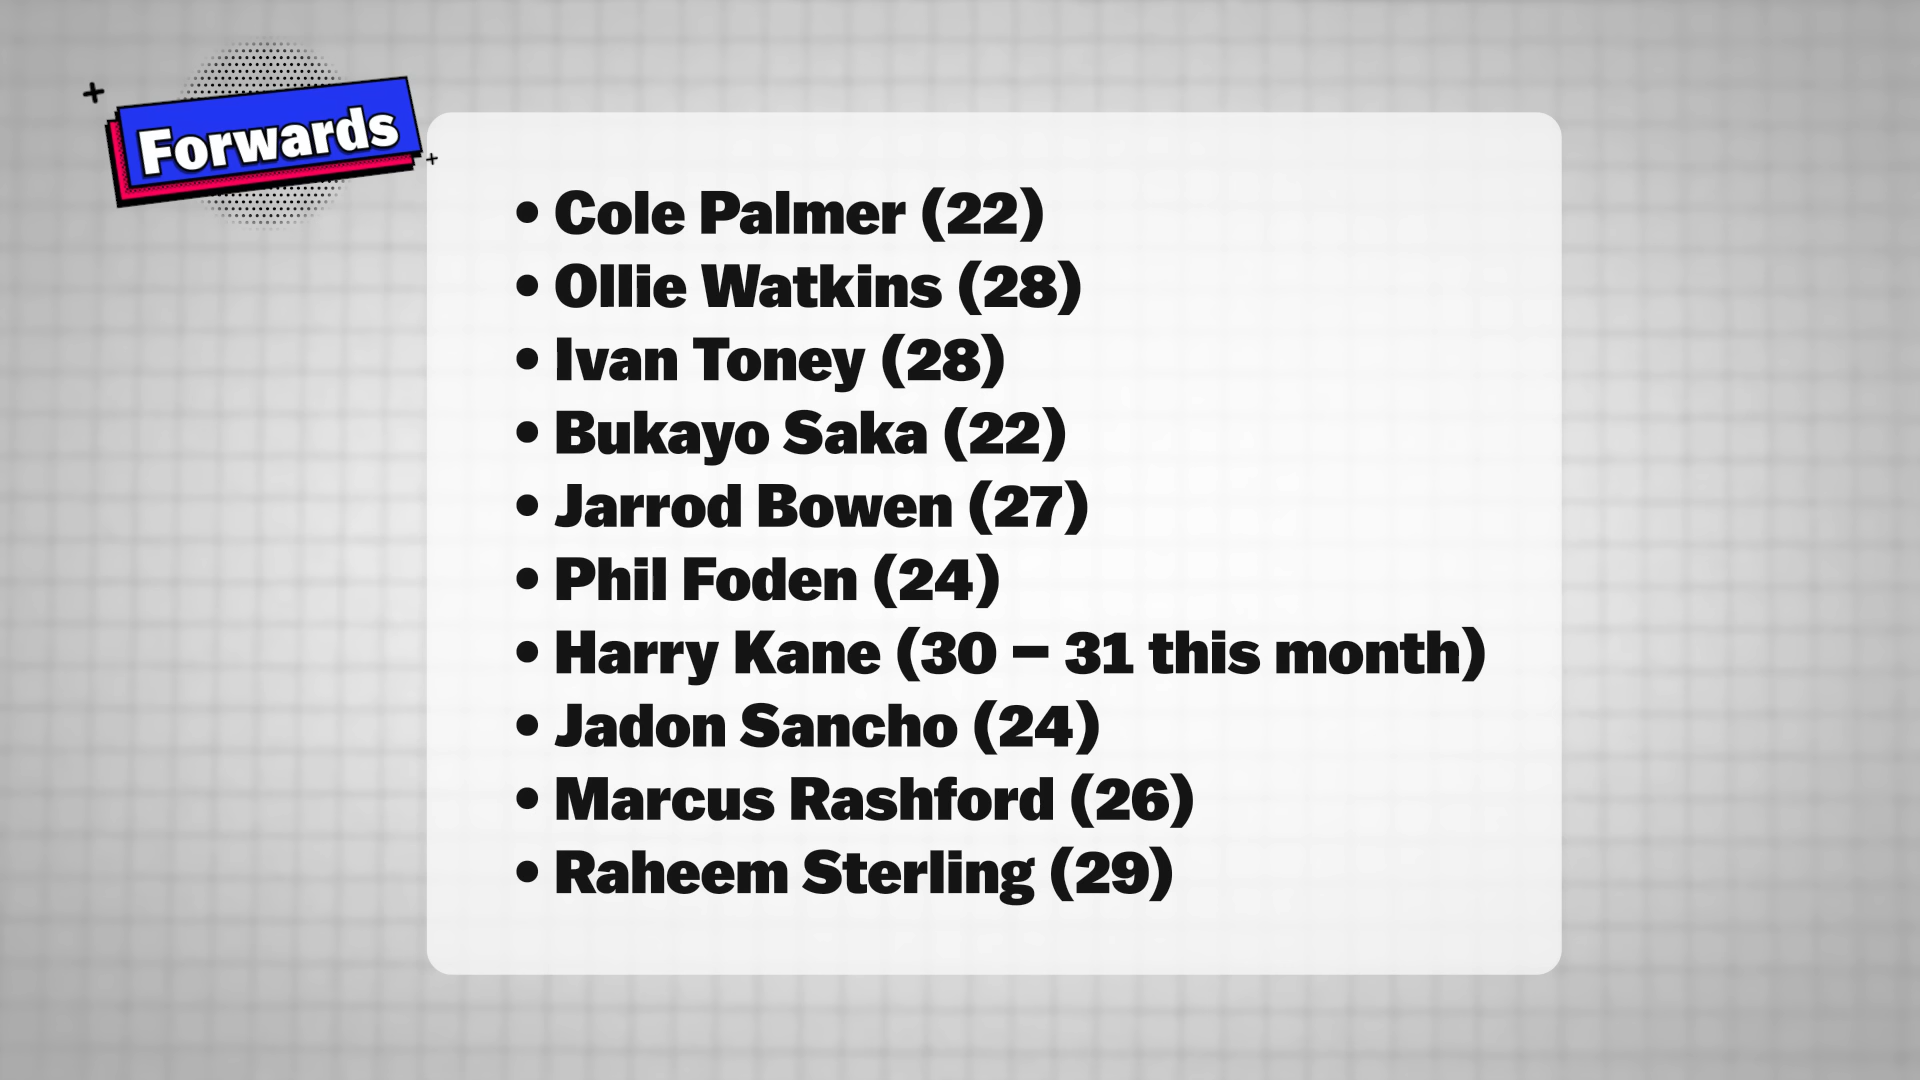 Forwards
• Cole Palmer (22)
• Ollie Watkins (28)
• Ivan Toney (28)
• Bukayo Saka (22)
• Jarrod Bowen (27)
• Phil Foden (24)
• Harry Kane (30 – 31 this month)
• Jadon Sancho (24)
• Marcus Rashford (26)
• Raheem Sterling (29)